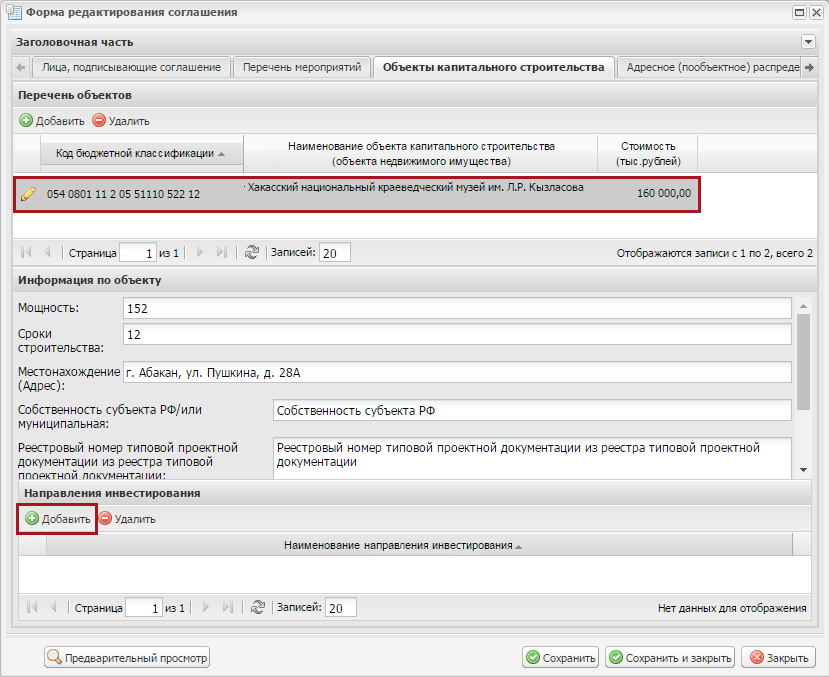 Форма редактирования соглашения
Заголовочная часть
Лица, подписывающие соглашение
Перечень мероприятий
Объекты капитального строительства
Адресное (пообъектное) распреде
Перечень объектов
Добавить
Удалить
Код бюджетной классификации
Наименование объекта капитального строительства
(объекта недвижимого имущества)
Стоимость
(тыс.рублей)
054 0801 11 2 05 51110 522 12
Хакасский национальный краеведческий музей им. Л.Р. Кызласова
160 000,00
Страница 1 из 1
Записей: 20
Отображаются записи с 1 по 2, всего 2
Информация по объекту
Мощность:
152
Сроки
строительства:
12
Местонахождение
(Адрес):
г. Абакан, ул. Пушкина, д. 28А
Собственность субъекта РФ/или
муниципальная:
Собственность субъекта РФ
Реестровый номер типовой проектной
документации из реестра типовой
проектной документации:
Реестровый номер типовой проектной документации из реестра типовой проектной
документации
Направления инвестирования
Добавить
Удалить
Наименование направления инвестирования
Страница 1 из 1
Записей: 20
Нет данных для отображения
Предварительный просмотр
Сохранить
Сохранить и закрыть
Закрыть